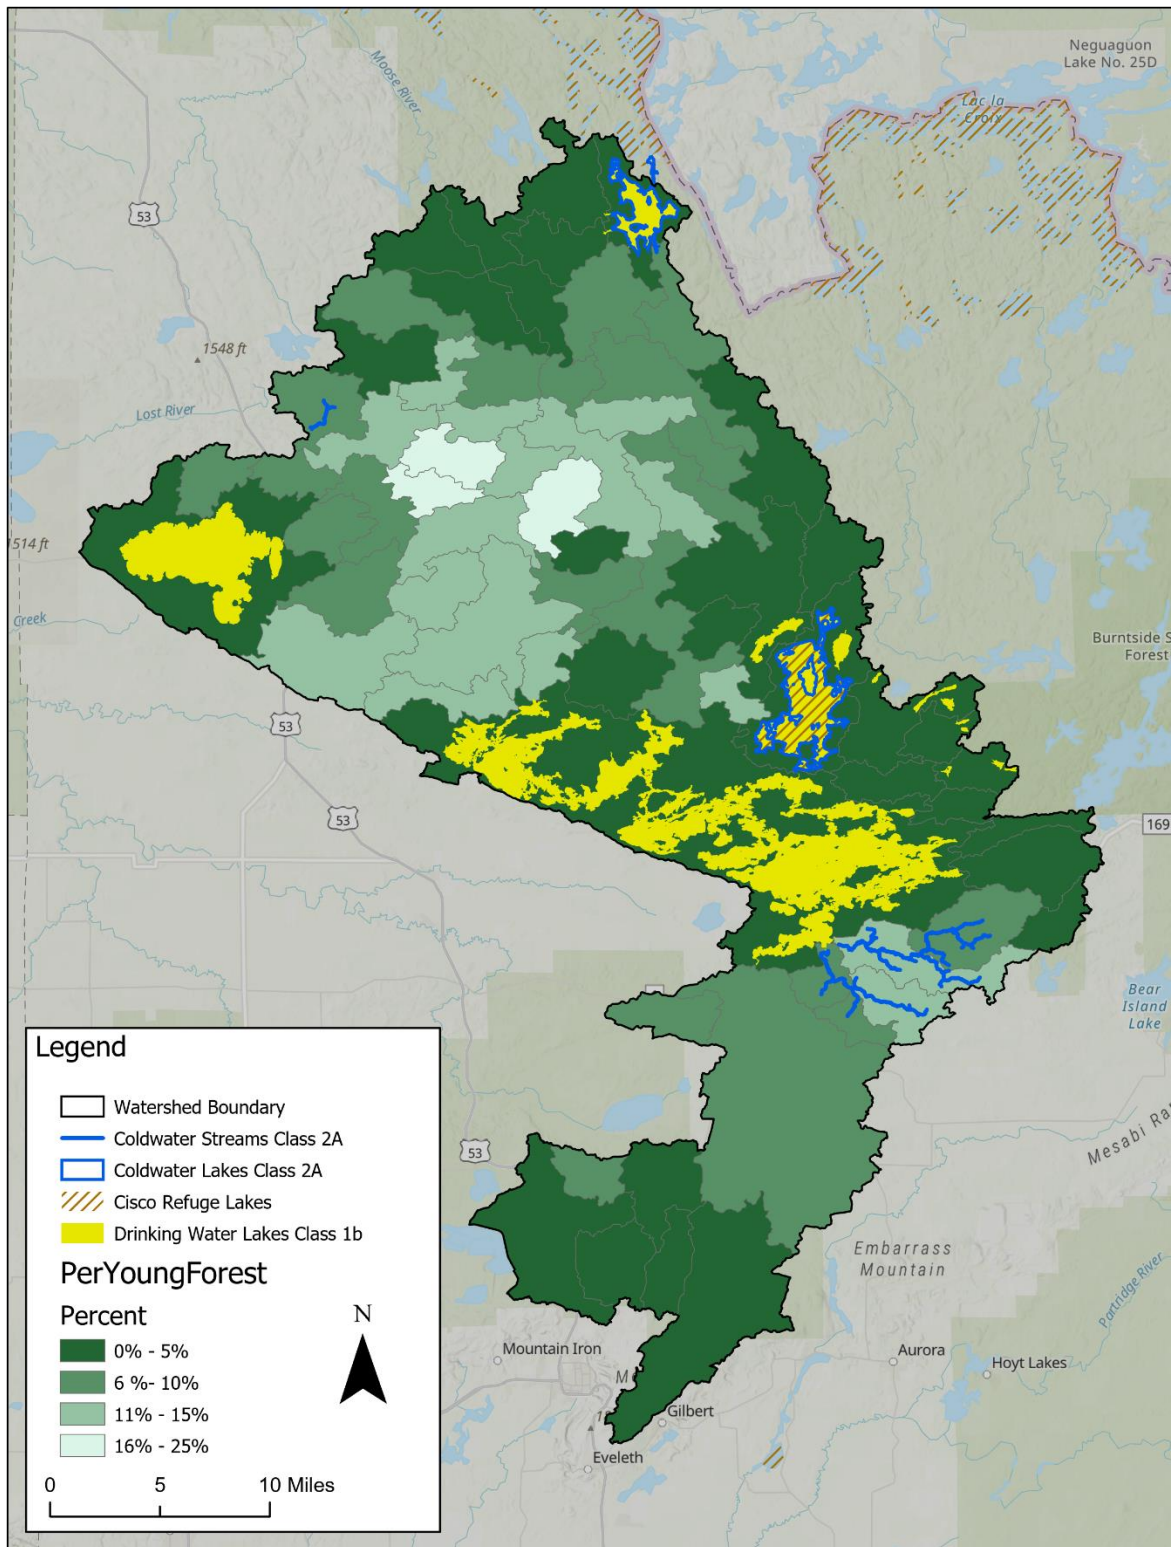 Neguaguon
Lake No. 25D
Moose River
Lac la
Croix
53
1548 ft
Lost River
1514 ft
Creek
Burntside S
Forest
53
53
169
Bear
Island
Lake
Mesabi Ra
53
Embarrass
Mountain
Partridge River
Mountain Iron
Aurora
Hoyt Lakes
Gilbert
Eveleth
Legend
Watershed Boundary
Coldwater Streams Class 2A
Coldwater Lakes Class 2A
Cisco Refuge Lakes
Drinking Water Lakes Class 1b
PerYoungForest
Percent
N
0% - 5%
6 %- 10%
11% - 15%
16% - 25%
0 5 10 Miles